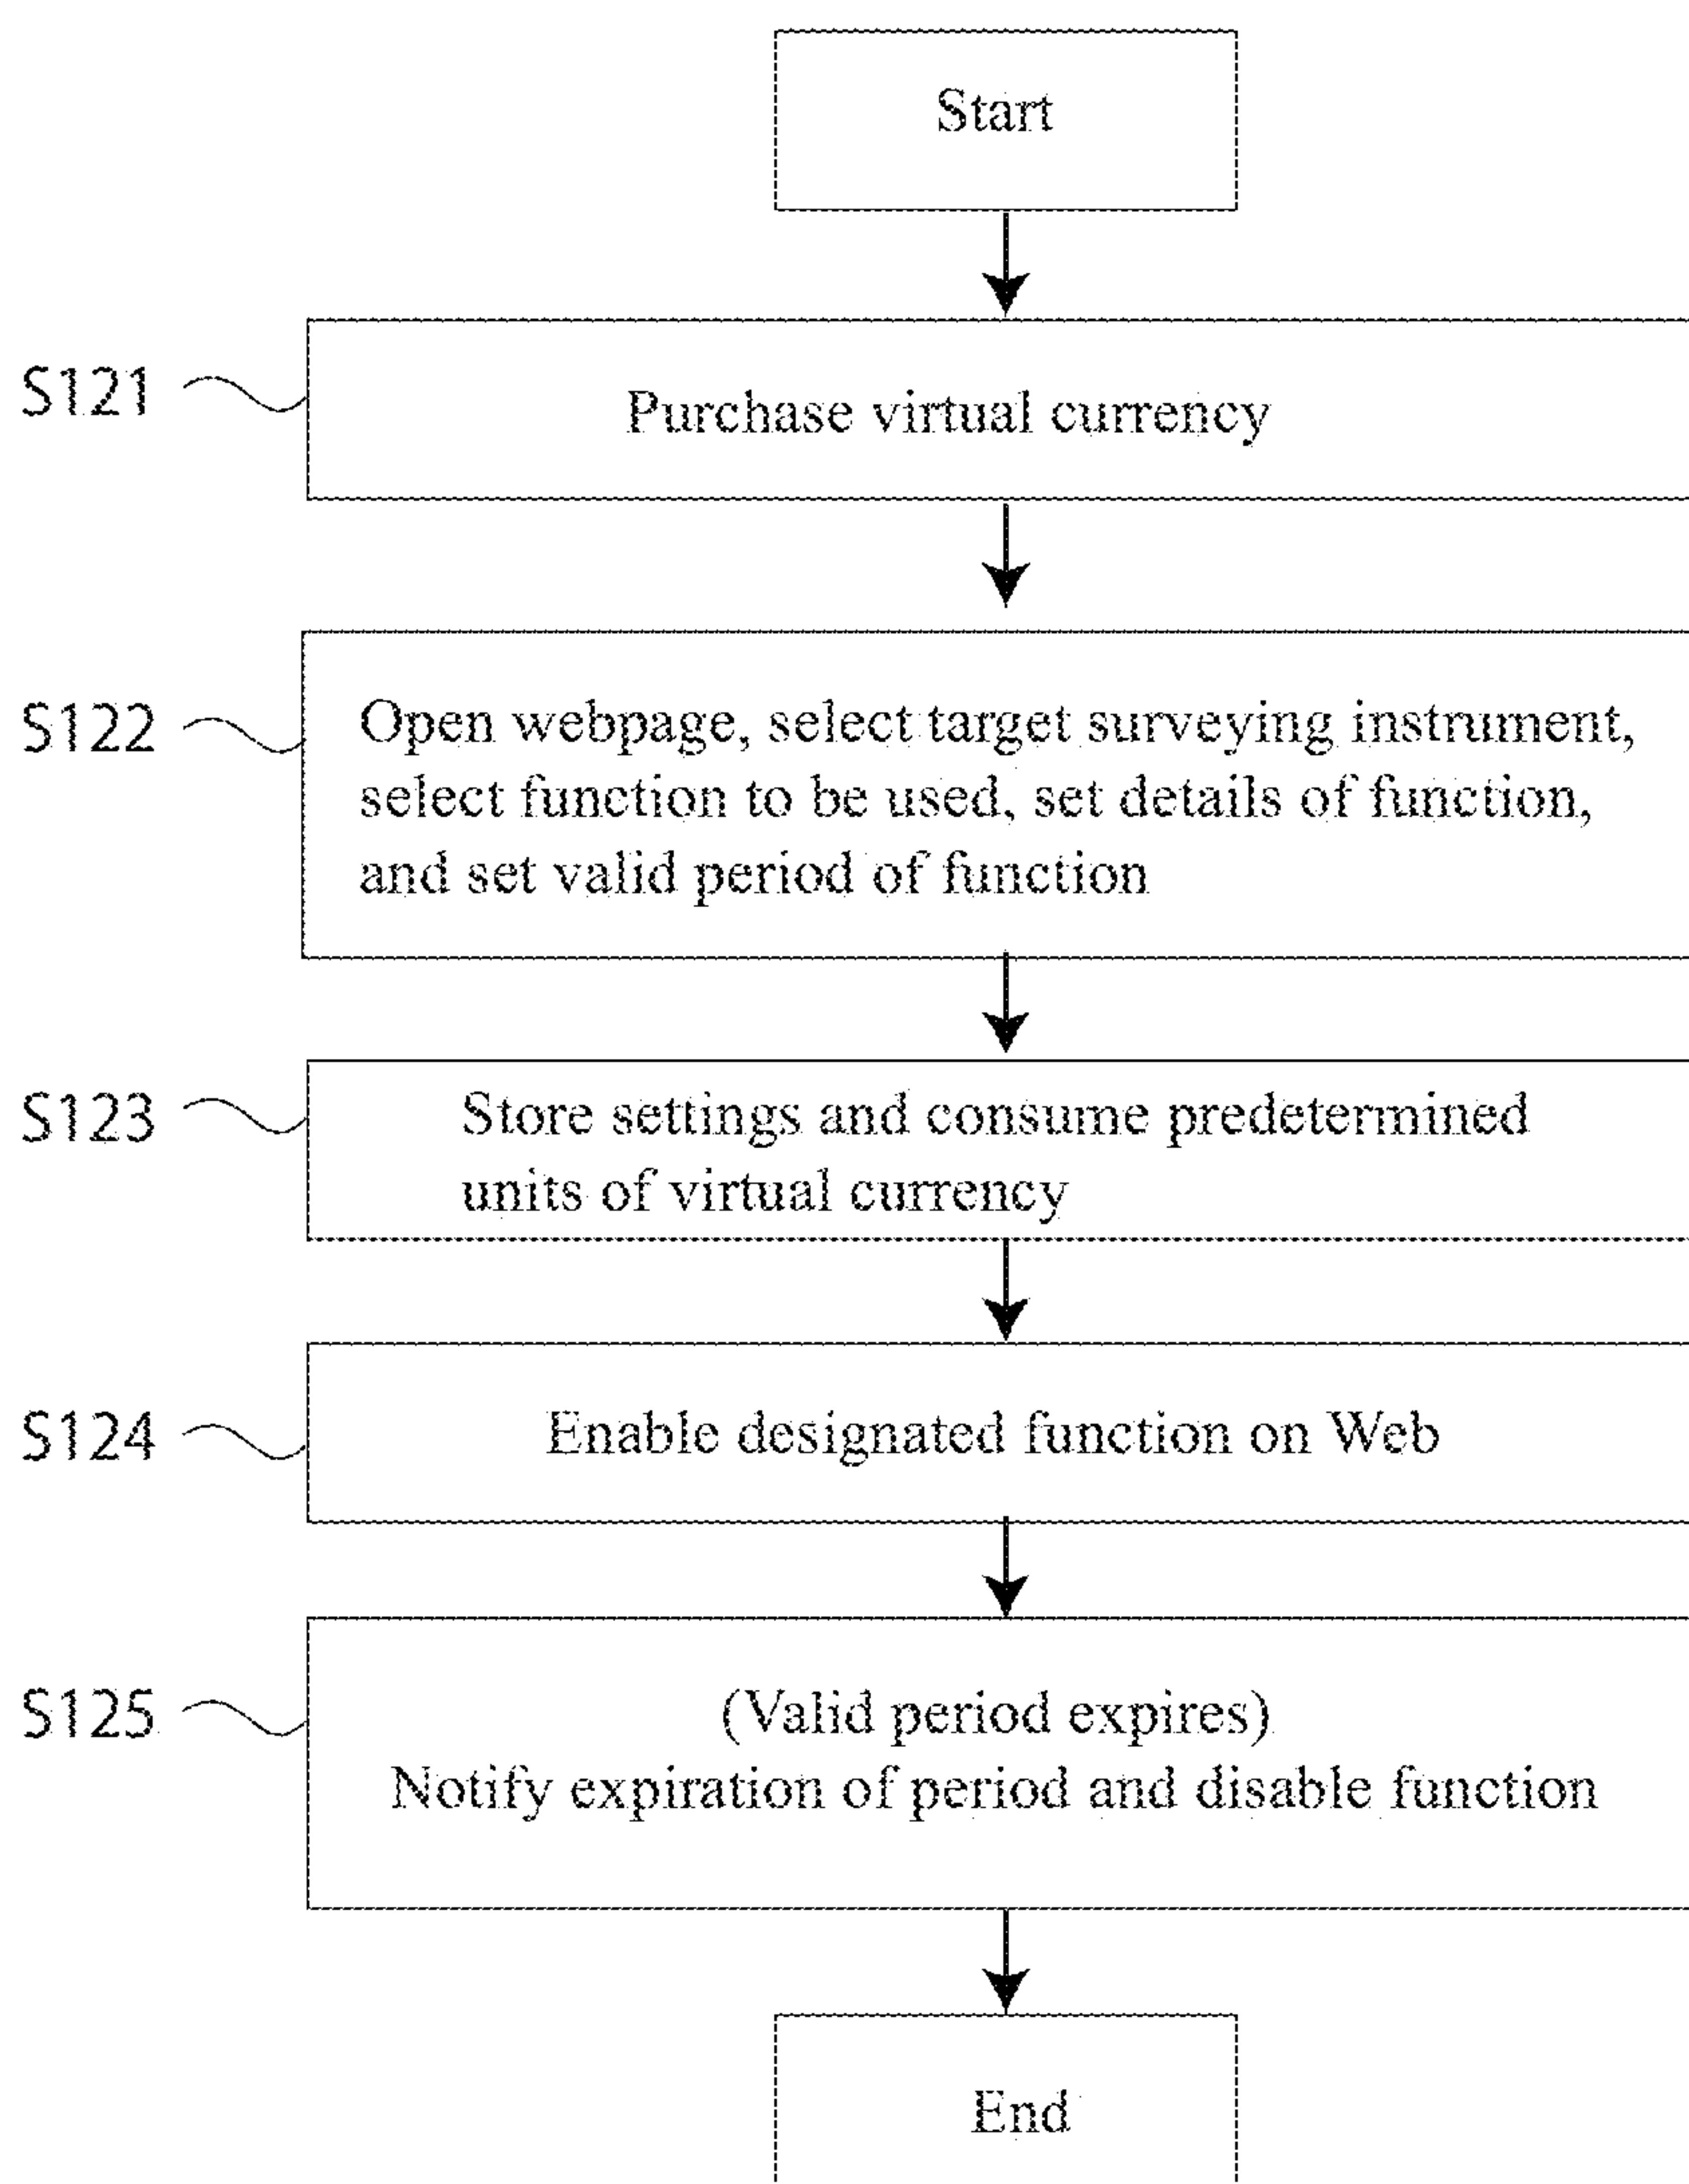 Start
S121
Purchase virtual currency
S122
Open webpage, select target surveying instrument,
select function to be used, set details of function,
and set valid period of function
S123
Store settings and consume predetermined
units of virtual currency
S124
Enable designated function on Web
S125
(Valid period expires)
Notify expiration of period and disable function
End